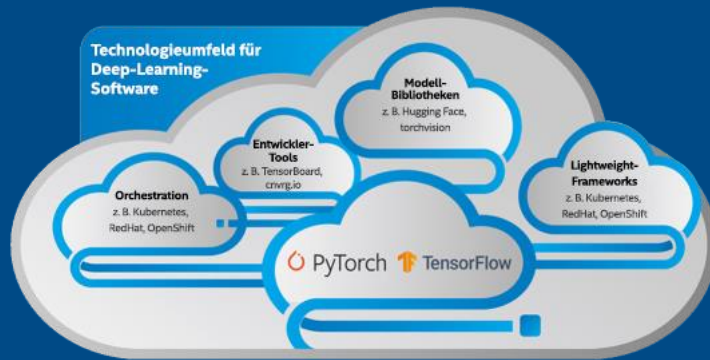 Technologieumfeld für
Deep-Learning-
Software
Modell-
Bibliotheken
z. B. Hugging Face,
torchvision
Entwickler-
Tools
z. B. TensorBoard,
cnvrg.io
Orchestration
z. B. Kubernetes,
RedHat, OpenShift
Lightweight-
Frameworks
z. B. Kubernetes,
RedHat, OpenShift
PyTorch TensorFlow